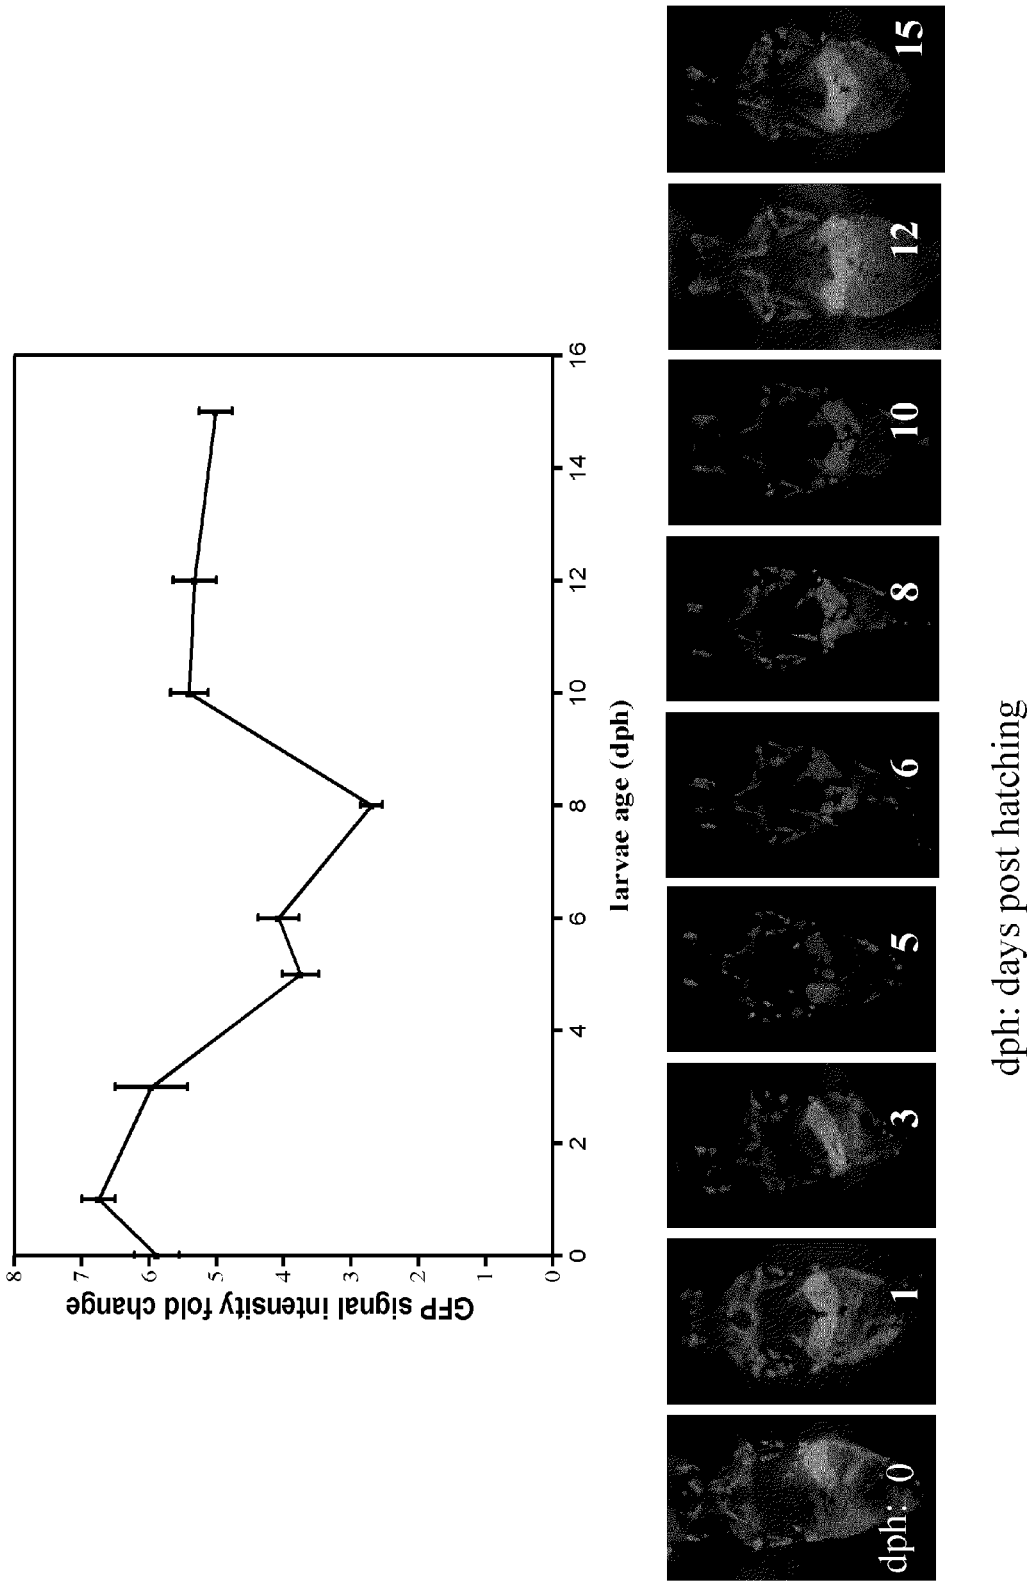 GFP signal intensity fold change
8
7
6
5
4
3
2
1
0
0 2 4 6 8 10 12 14 16
larvae age (dph)
dph: 0 1 3 5 6 8 10 12 15
dph: days post hatching